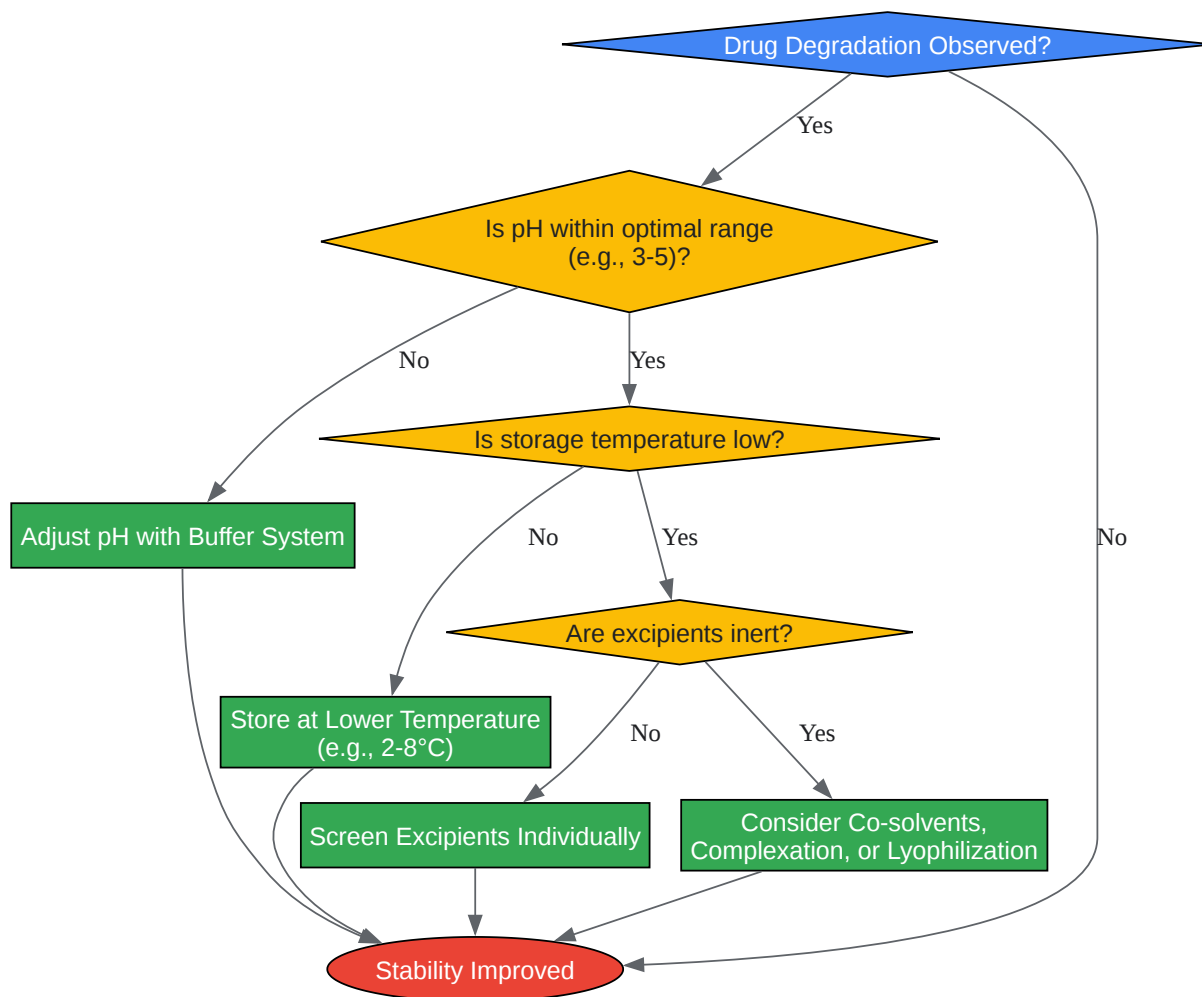 Drug Degradation Observed?
Yes
Is pH within optimal range
(e.g., 3-5)?
No
Yes
Is storage temperature low?
Adjust pH with Buffer System
No
Yes
No
Are excipients inert?
Store at Lower Temperature
(e.g., 2-8°C)
No
Yes
Screen Excipients Individually
Consider Co-solvents,
Complexation, or Lyophilization
Stability Improved